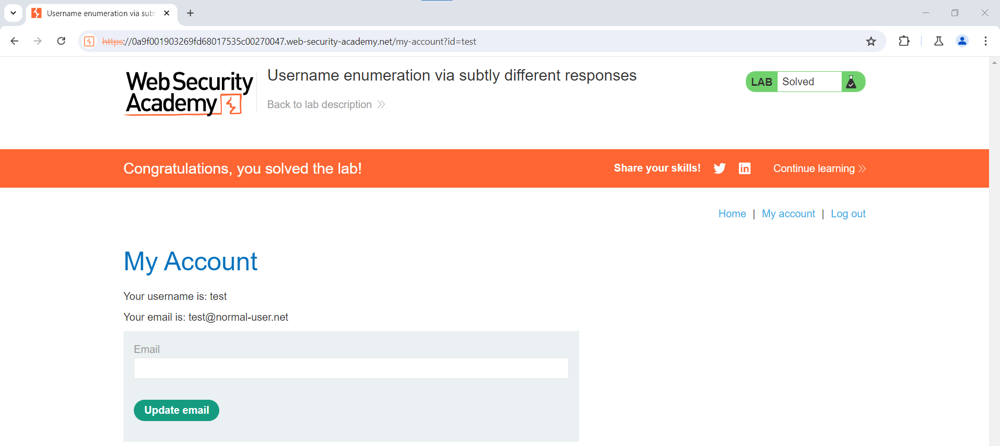 Username enumeration via subt
https://0a9f001903269fd68017535c00270047.web-security-academy.net/my-account?id=test
Web Security
Academy
Username enumeration via subtly different responses
Back to lab description
LAB Solved
Congratulations, you solved the lab!
Share your skills!
Continue learning
Home | My account | Log out
My Account
Your username is: test
Your email is: test@normal-user.net
Email
Update email